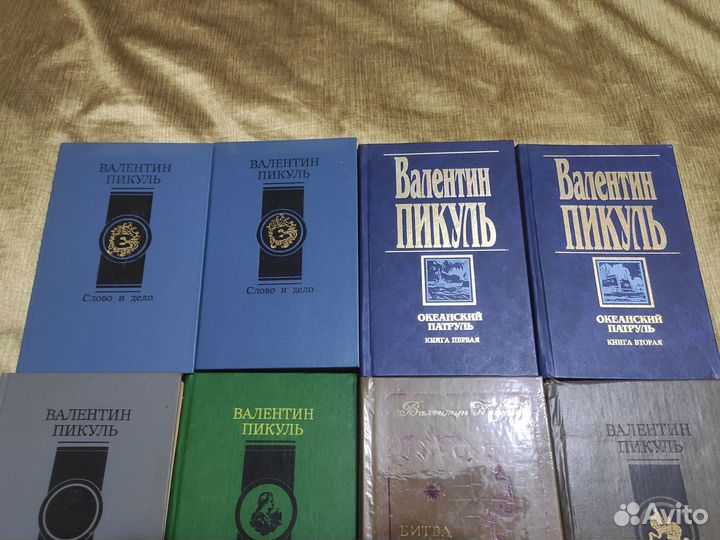 ВАЛЕНТИН
ПИКУЛЬ
Слово и дело
ВАЛЕНТИН
ПИКУЛЬ
Слово и дело
Валентин
ПИКУЛЬ
ОКЕАНСКИЙ
ПАТРУЛЬ
КНИГА ПЕРВАЯ
Валентин
ПИКУЛЬ
ОКЕАНСКИЙ
ПАТРУЛЬ
КНИГА ВТОРАЯ
ВАЛЕНТИН
ПИКУЛЬ
ВАЛЕНТИН
ПИКУЛЬ
Валентин
БИТВА
ВАЛЕНТИН
ПИКУЛЬ
Avito